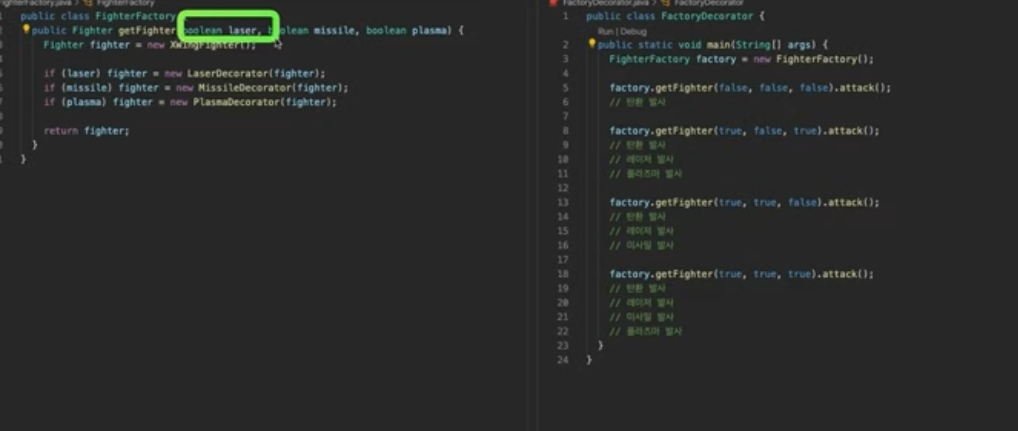 FighterFactory.java > FighterFactory
public class FighterFactory
public Fighter getFighter(boolean laser, boolean missile, boolean plasma) {
Fighter fighter = new XWingFighter();
if (laser) fighter = new LaserDecorator(fighter);
if (missile) fighter = new MissileDecorator(fighter);
if (plasma) fighter = new PlasmaDecorator(fighter);
return fighter;
}
}
FactoryDecorator.java > FactoryDecorator
1 public class FactoryDecorator {
Run | Debug
2 public static void main(String[] args) {
3 FighterFactory factory = new FighterFactory();
4
5 factory.getFighter(false, false, false).attack();
6 // 탄환 발사
7
8 factory.getFighter(true, false, true).attack();
9 // 탄환 발사
10 // 레이저 발사
11 // 플라즈마 발사
12
13 factory.getFighter(true, true, false).attack();
14 // 탄환 발사
15 // 레이저 발사
16 // 미사일 발사
17
18 factory.getFighter(true, true, true).attack();
19 // 탄환 발사
20 // 레이저 발사
21 // 미사일 발사
22 // 플라즈마 발사
23 }
24 }